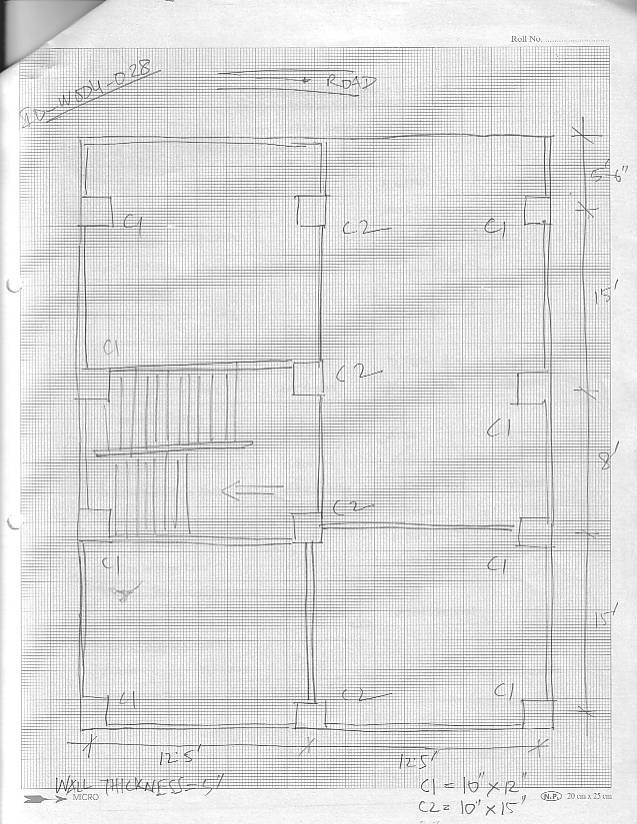 Roll No.
ID-W504-028
ROAD
5'-6"
C1
C2
C1
15'
C1
C2
C1
8'
C2
C1
C1
15'
C1
C2
C1
12.5'
12.5'
WALL THICKNESS=5"
C1 = 10" x 12"
C2 = 10" x 15"
MICRO
N.P. 20 cm x 25 cm